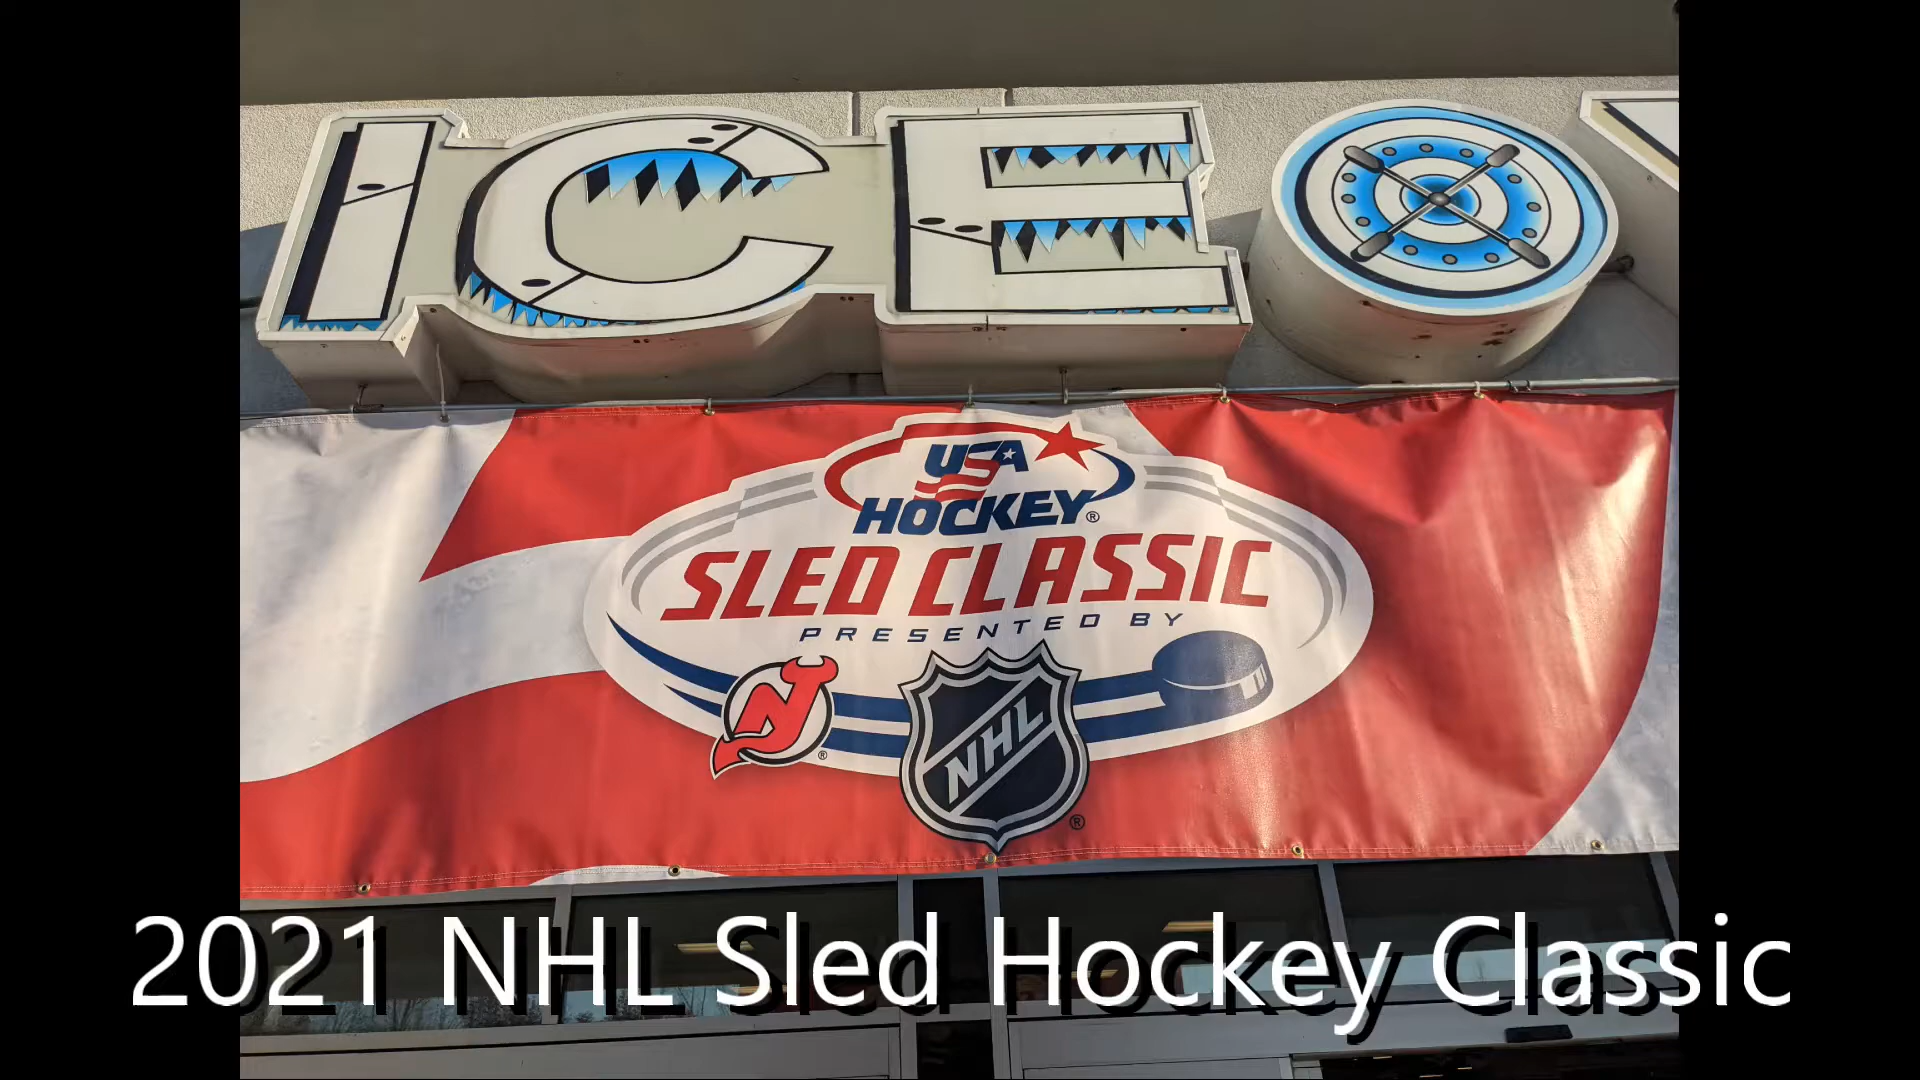 ICE
USA
HOCKEY®
SLED CLASSIC
PRESENTED BY
NHL
2021 NHL Sled Hockey Classic